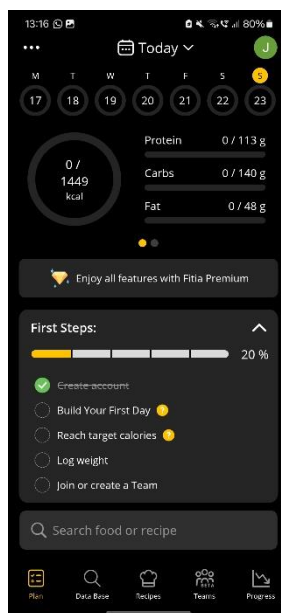 13:16 80%
Today
J
M T W T F S S
17 18 19 20 21 22 23
0 /
1449
kcal
Protein 0 / 113 g
Carbs 0 / 140 g
Fat 0 / 48 g
Enjoy all features with Fitia Premium
First Steps:
20 %
Create account
Build Your First Day ?
Reach target calories ?
Log weight
Join or create a Team
Search food or recipe
BETA
Plan Data Base Recipes Teams Progress